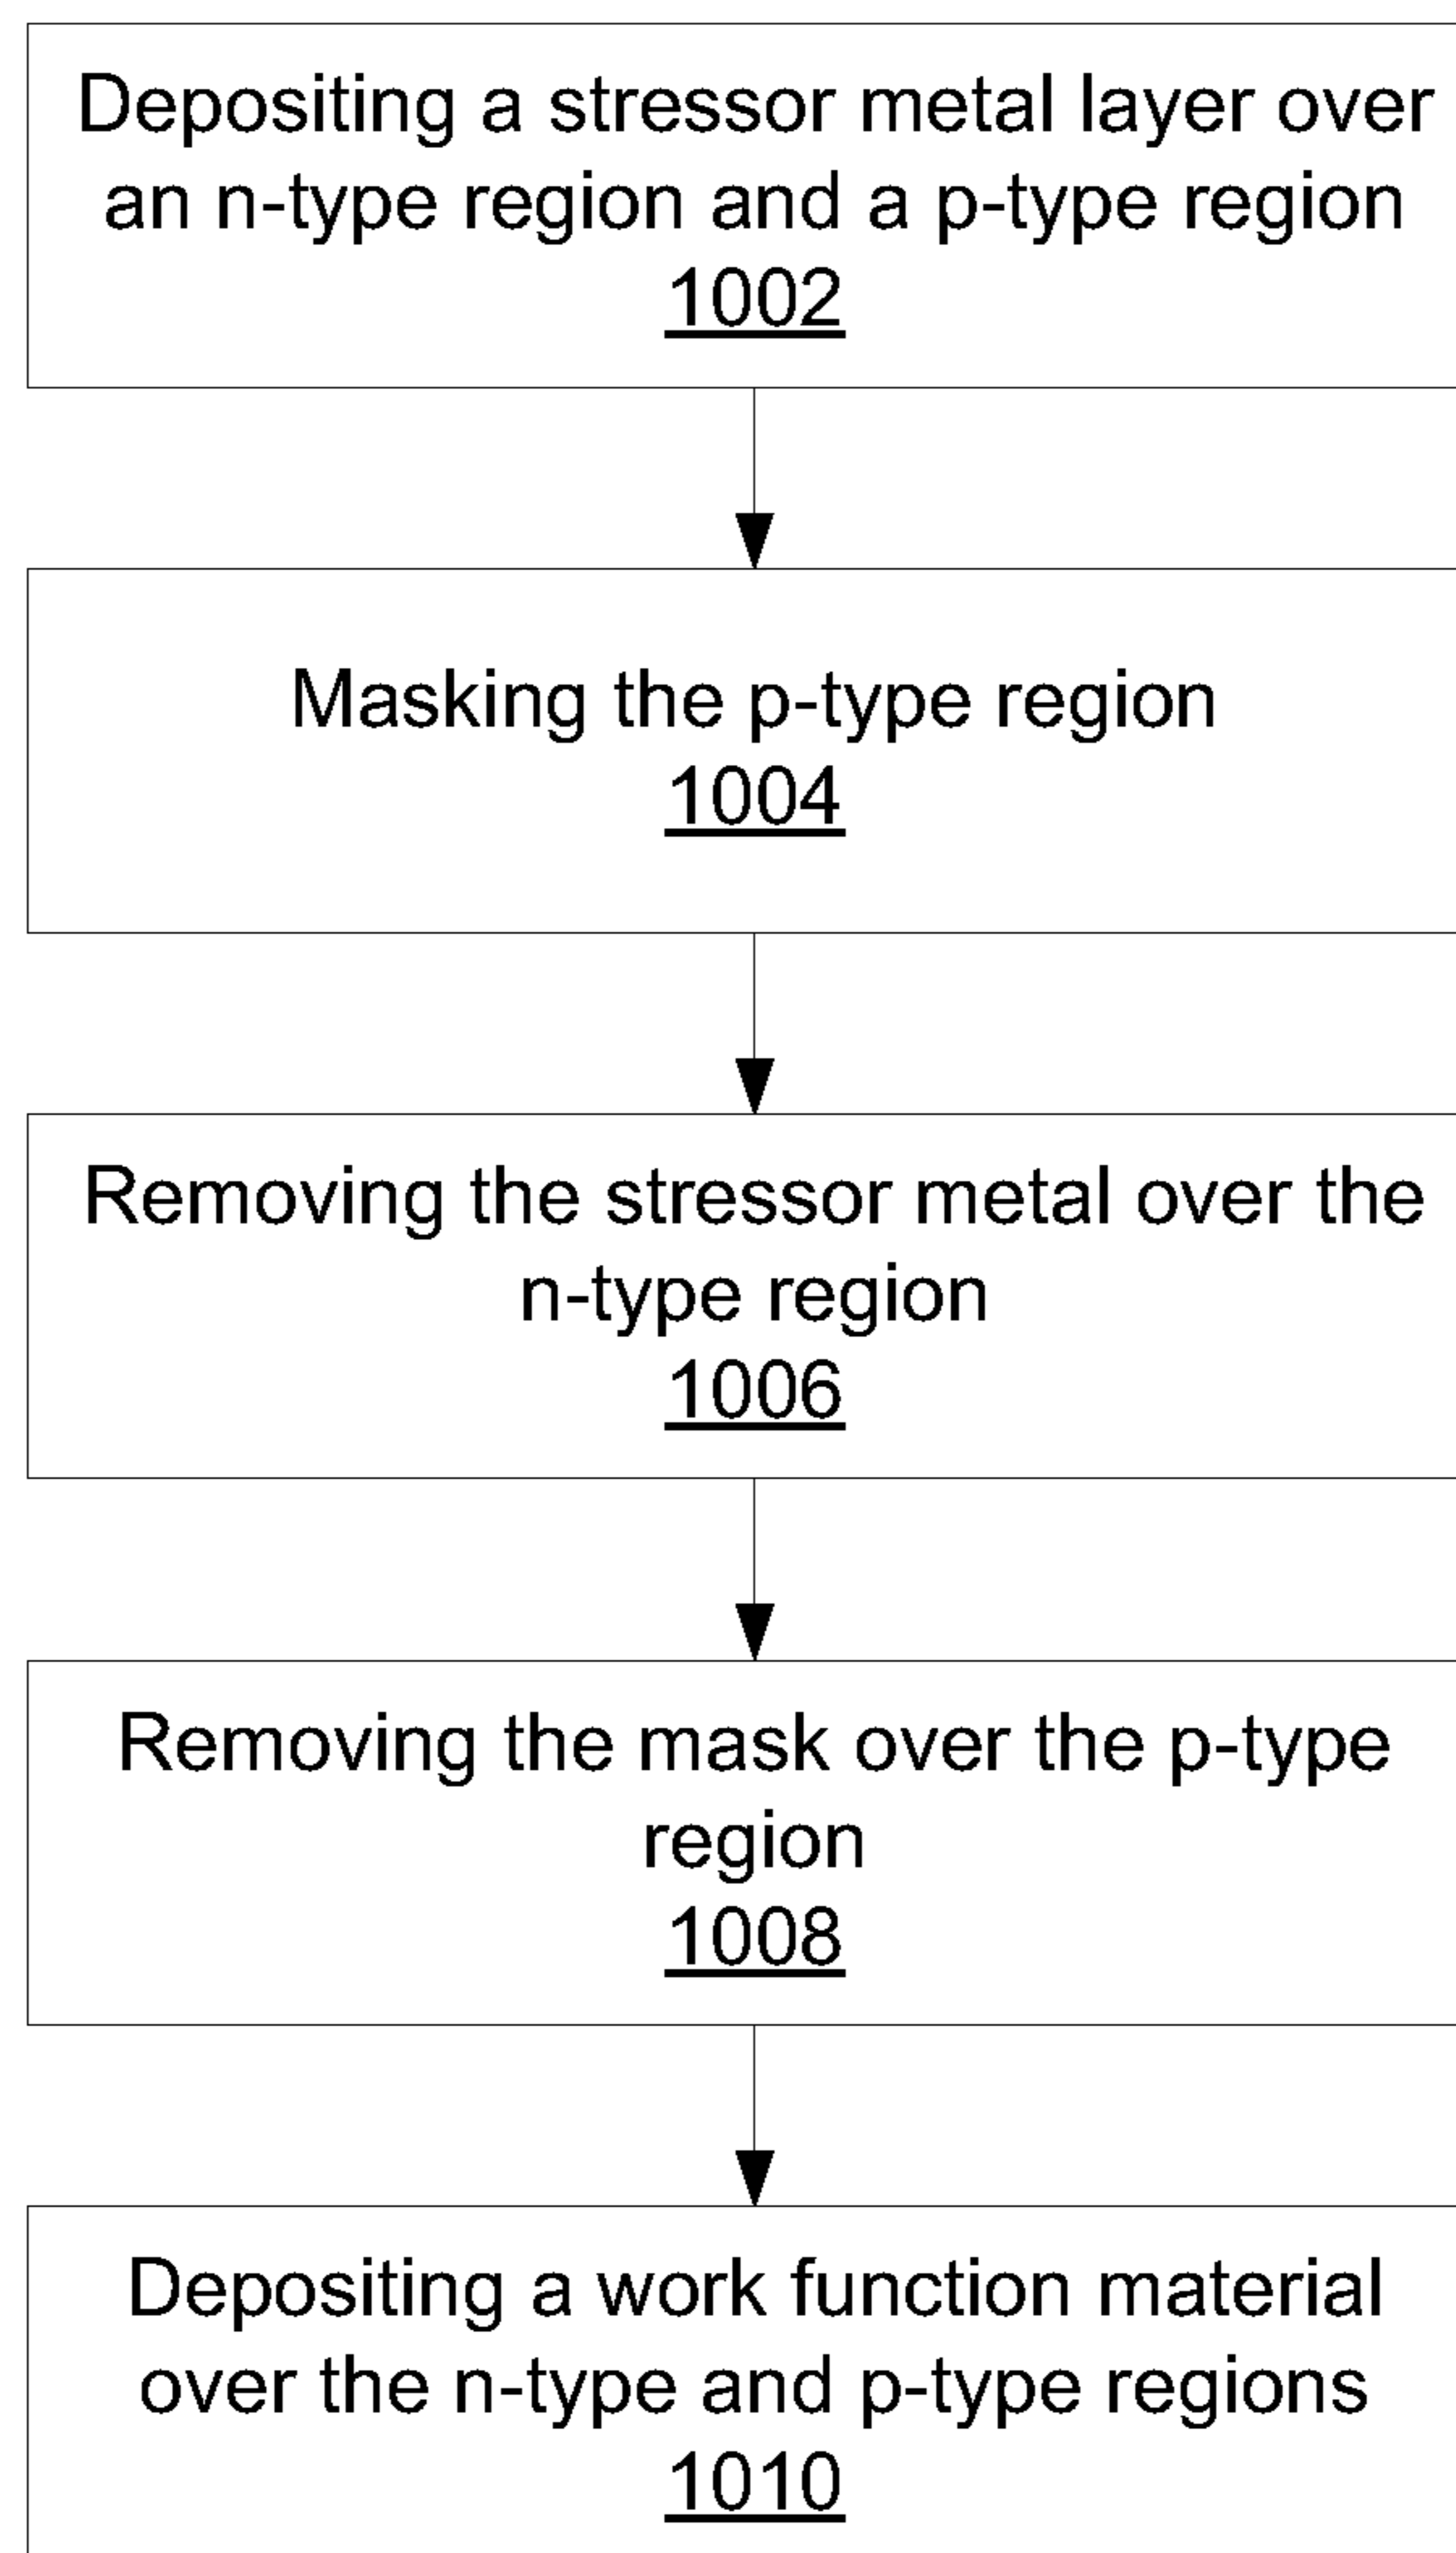 Depositing a stressor metal layer over
an n-type region and a p-type region
1002
Masking the p-type region
1004
Removing the stressor metal over the
n-type region
1006
Removing the mask over the p-type
region
1008
Depositing a work function material
over the n-type and p-type regions
1010